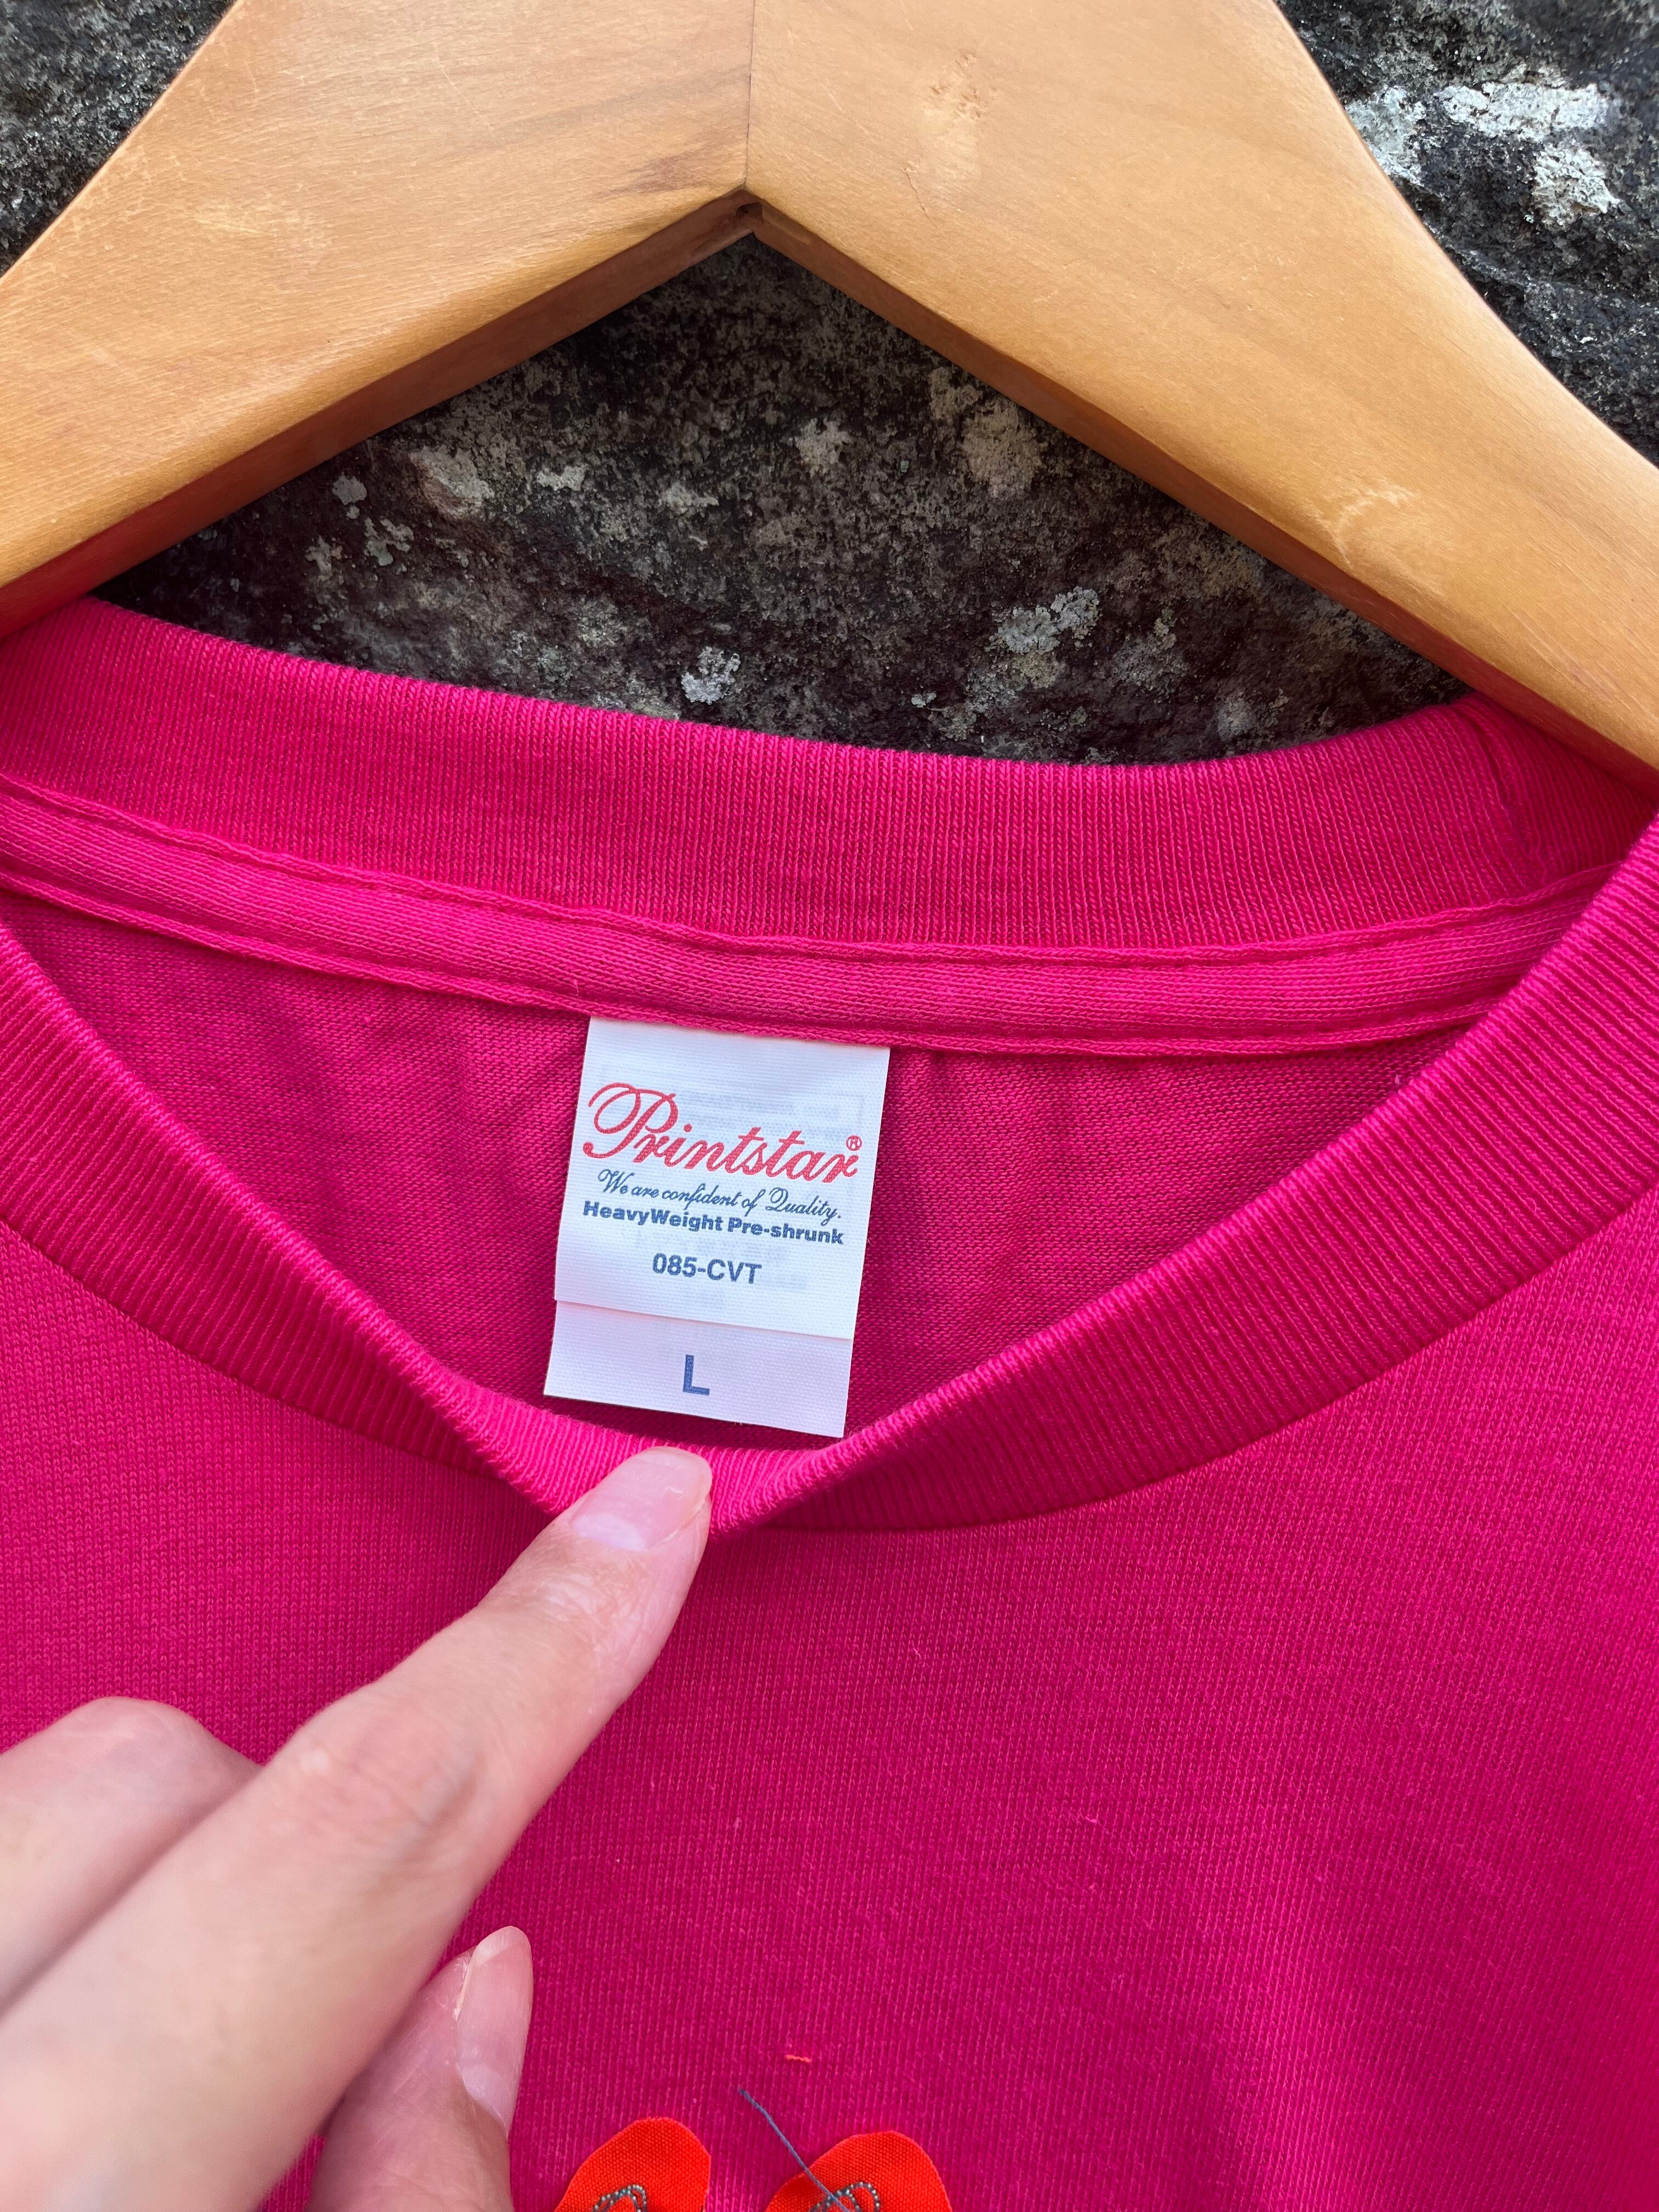 Printstar®
We are confident of Quality.
HeavyWeight Pre-shrunk
085-CVT
L